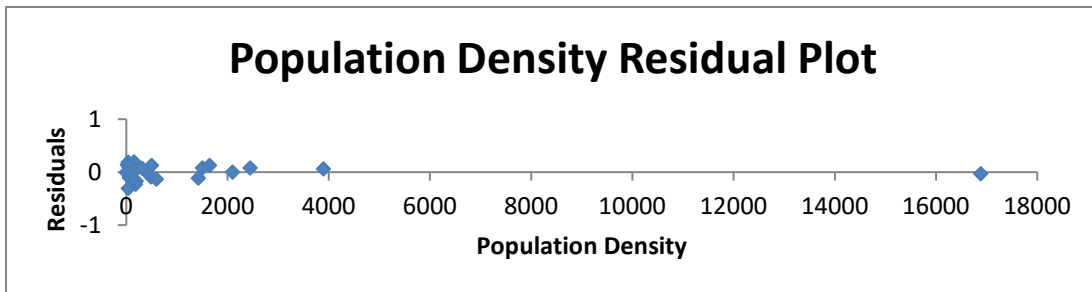 Population Density Residual Plot
Residuals
1
0
-1
0 2000 4000 6000 8000 10000 12000 14000 16000 18000
Population Density